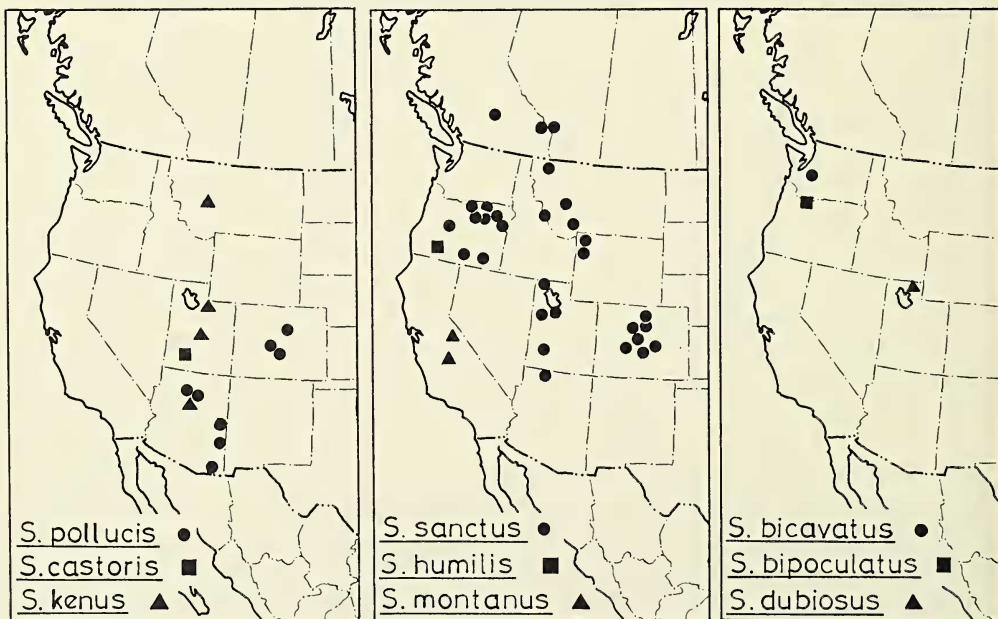 S. pollucis
S. castoris
S. kenus
S. sanctus
S. humilis
S. montanus
S. bicavatus
S. bipoculatus
S. dubiosus